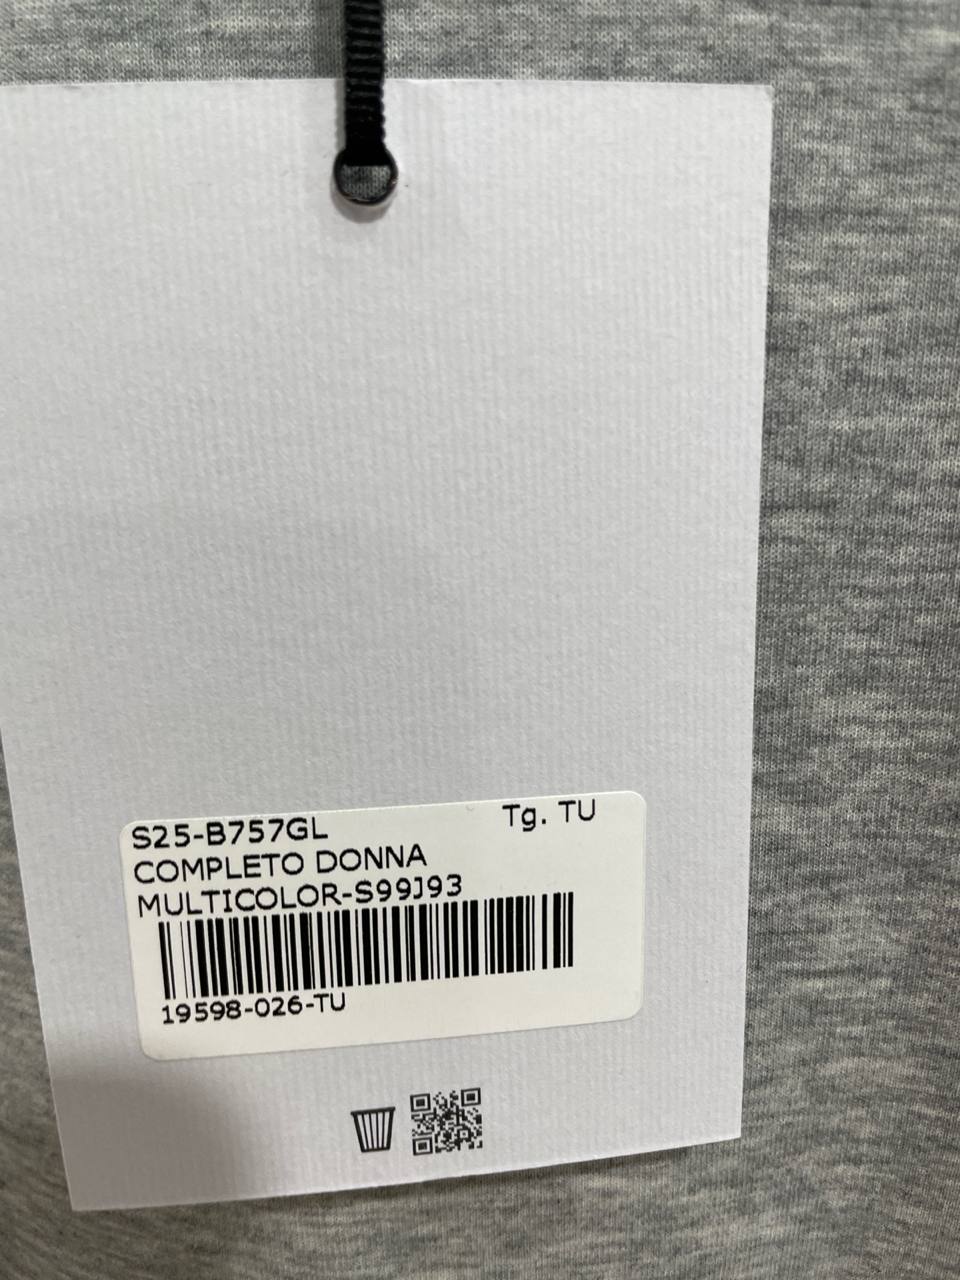 S25-B757GL Tg. TU
COMPLETO DONNA
MULTICOLOR-S99J93
19598-026-TU